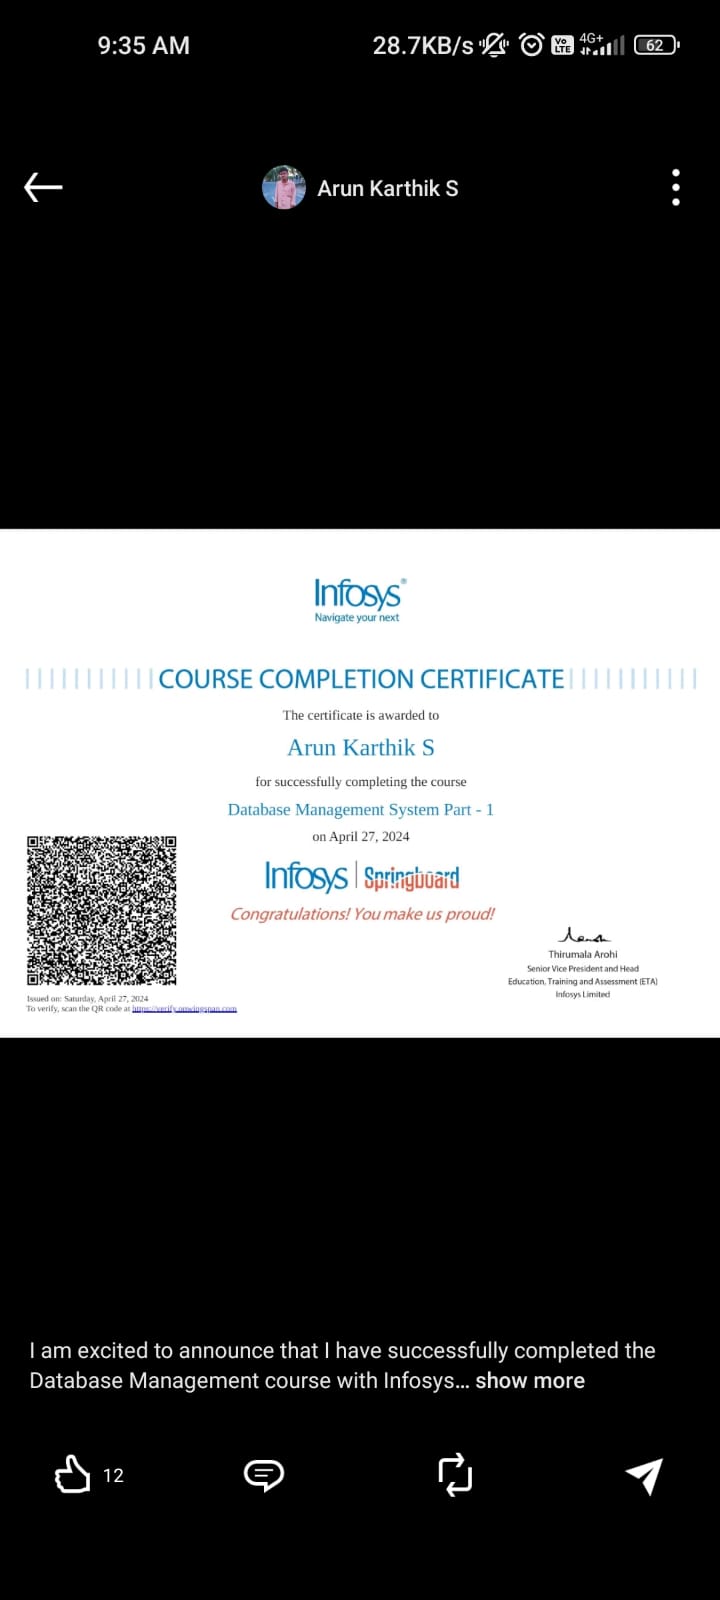 9:35 AM 28.7KB/s Vo LTE 4G+ 62
Arun Karthik S
Infosys®
Navigate your next
COURSE COMPLETION CERTIFICATE
The certificate is awarded to
Arun Karthik S
for successfully completing the course
Database Management System Part - 1
on April 27, 2024
Infosys | Springboard
Congratulations! You make us proud!
Thirumala Arohi
Senior Vice President and Head
Education, Training and Assessment (ETA)
Infosys Limited
Issued on: Saturday, April 27, 2024
To verify, scan the QR code at https://verify.onwingspan.com
I am excited to announce that I have successfully completed the
Database Management course with Infosys... show more
12